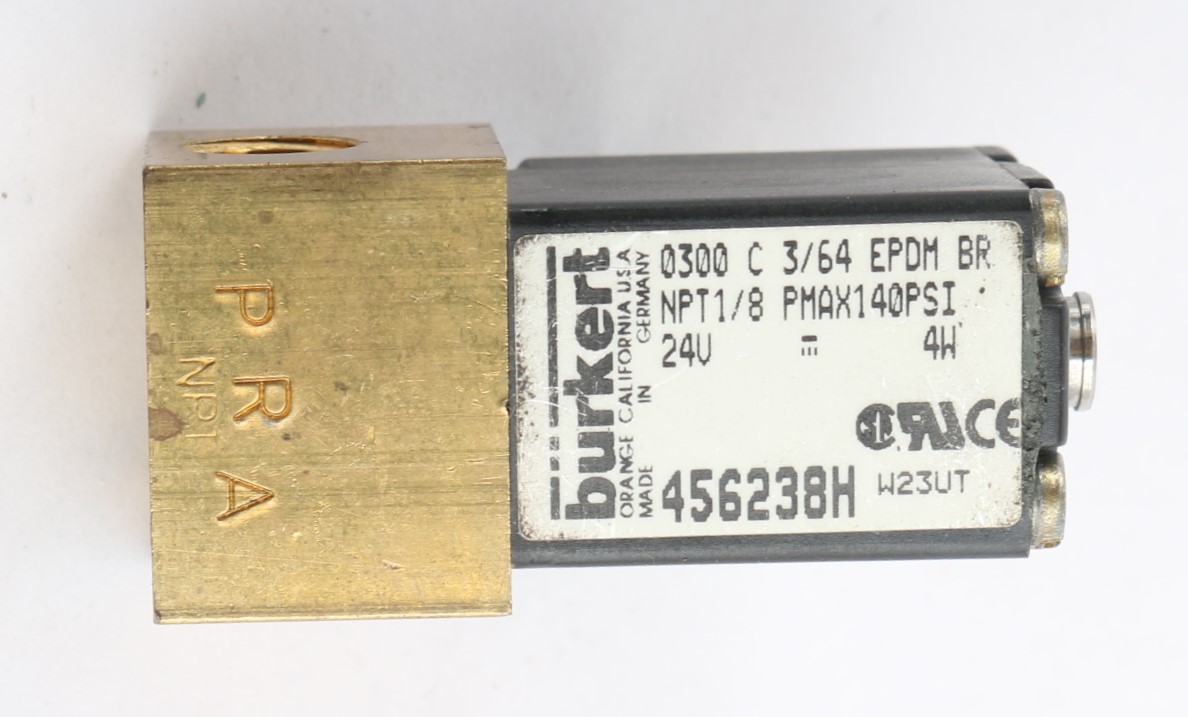 0300 C 3/64 EPDM BR
NPT1/8 PMAX140PSI
24V 4W
456238H W23UT
burkert
ORANGE CALIFORNIA U.S.A
MADE IN GERMANY
P R A
NPT
CE